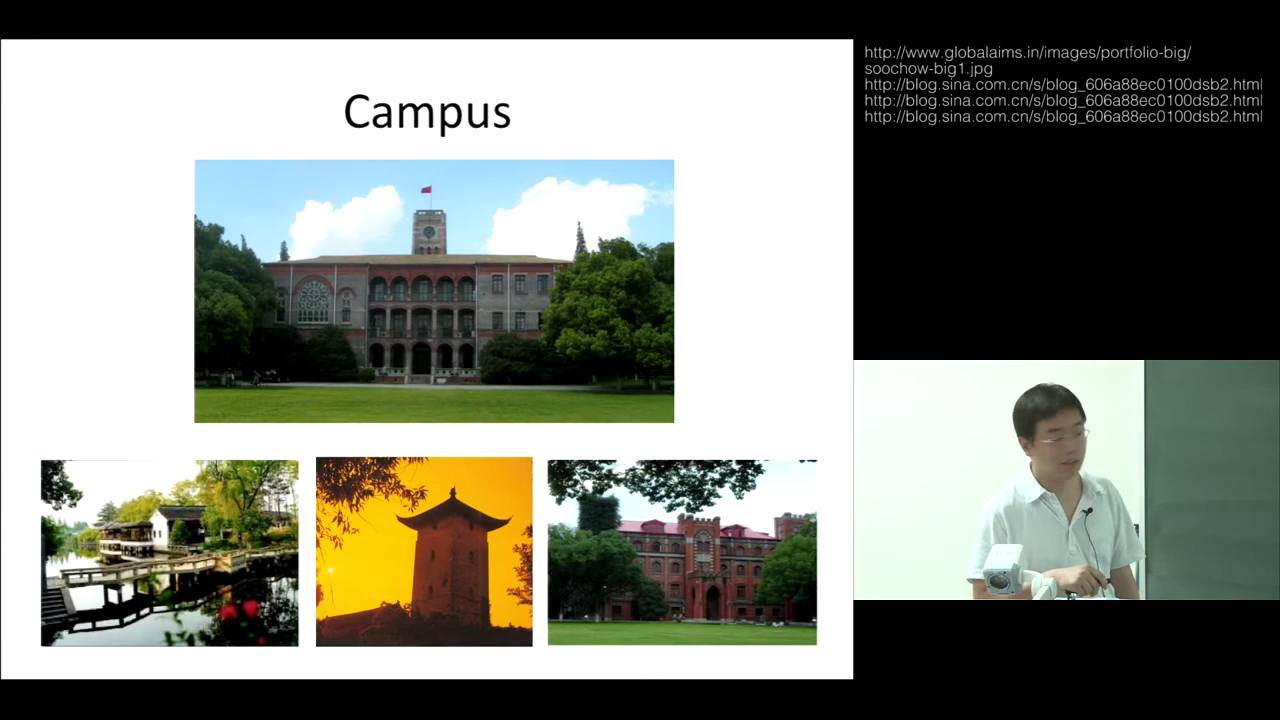 Campus
http://www.globalaims.in/images/portfolio-big/
soochow-big1.jpg
http://blog.sina.com.cn/s/blog_606a88ec0100dsb2.html
http://blog.sina.com.cn/s/blog_606a88ec0100dsb2.html
http://blog.sina.com.cn/s/blog_606a88ec0100dsb2.html